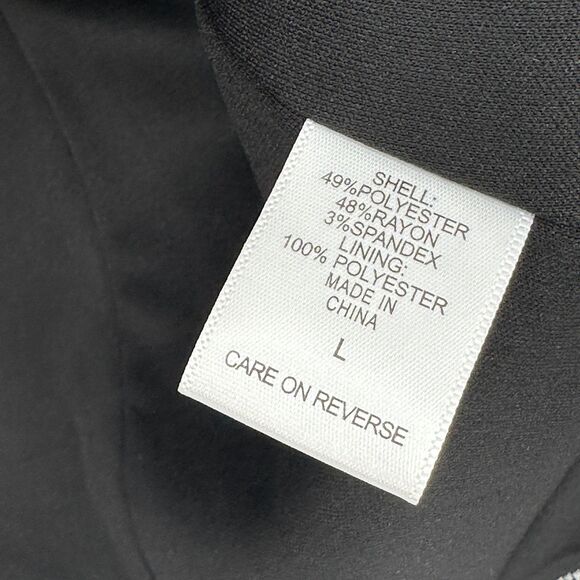 SHELL:
49%POLYESTER
48%RAYON
3%SPANDEX
LINING:
100% POLYESTER
MADE IN
CHINA
L
CARE ON REVERSE